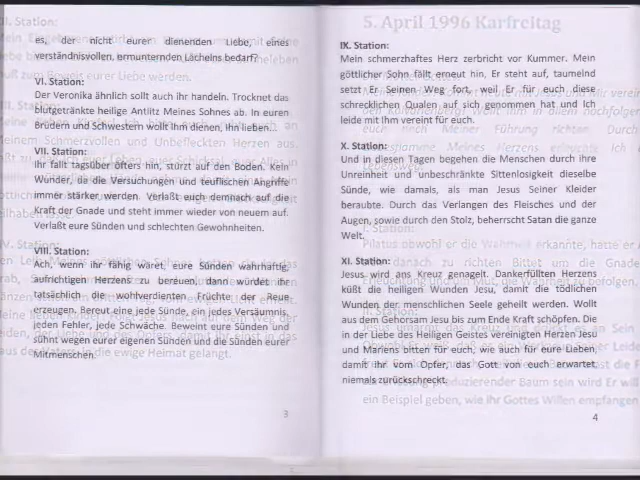 es, der nicht eurer dienenden Liebe, eines
verständnisvollen, ermunternden Lächelns bedarf?
VI. Station:
Der Veronika ähnlich sollt auch ihr handeln. Trocknet das
blutgetränkte heilige Antlitz Meines Sohnes ab. In euren
Brüdern und Schwestern wollt ihm dienen, ihn lieben.
VII. Station:
Ihr fällt tagsüber öfters hin, stürzt auf den Boden. Kein
Wunder, da die Versuchungen und teuflischen Angriffe
immer stärker werden. Verlaßt euch demnach auf die
Kraft der Gnade und steht immer wieder von neuem auf.
Verlaßt eure Sünden und schlechten Gewohnheiten.
VIII. Station:
Ach, wenn ihr fähig wäret, eure Sünden wahrhaftig,
aufrichtigen Herzens zu bereuen, dann würdet ihr
tatsächlich die wohlverdienten Früchte der Reue
erzeugen. Bereut eine jede Sünde, ein jedes Versäumnis,
jeden Fehler, jede Schwäche. Beweint eure Sünden und
sühnt wegen eurer eigenen Sünden und die Sünden eurer
Mitmenschen.
3
5. April 1996 Karfreitag
IX. Station:
Mein schmerzhaftes Herz zerbricht vor Kummer. Mein
göttlicher Sohn fällt erneut hin, Er steht auf, taumelnd
setzt Er Seinen Weg fort, weil Er für euch diese
schrecklichen Qualen auf sich genommen hat und Ich
leide mit Ihm vereint für euch.
X. Station:
Und in diesen Tagen begehen die Menschen durch ihre
Unreinheit und unbeschränkte Sittenlosigkeit dieselbe
Sünde, wie damals, als man Jesus Seiner Kleider
beraubte. Durch das Verlangen des Fleisches und der
Augen, sowie durch den Stolz, beherrscht Satan die ganze
Welt.
XI. Station:
Jesus wird ans Kreuz genagelt. Dankerfüllten Herzens
küßt die heiligen Wunden Jesu, damit die tödlichen
Wunden der menschlichen Seele geheilt werden. Wollt
aus dem Gehorsam Jesu bis zum Ende Kraft schöpfen. Die
in der Liebe des Heiligen Geistes vereinigten Herzen Jesu
und Mariens bitten für euch, wie auch für eure Lieben,
damit ihr vom Opfer, das Gott von euch erwartet,
niemals zurückschreckt.
ein Beispiel geben, wie ihr Gottes Willen empfangen
4